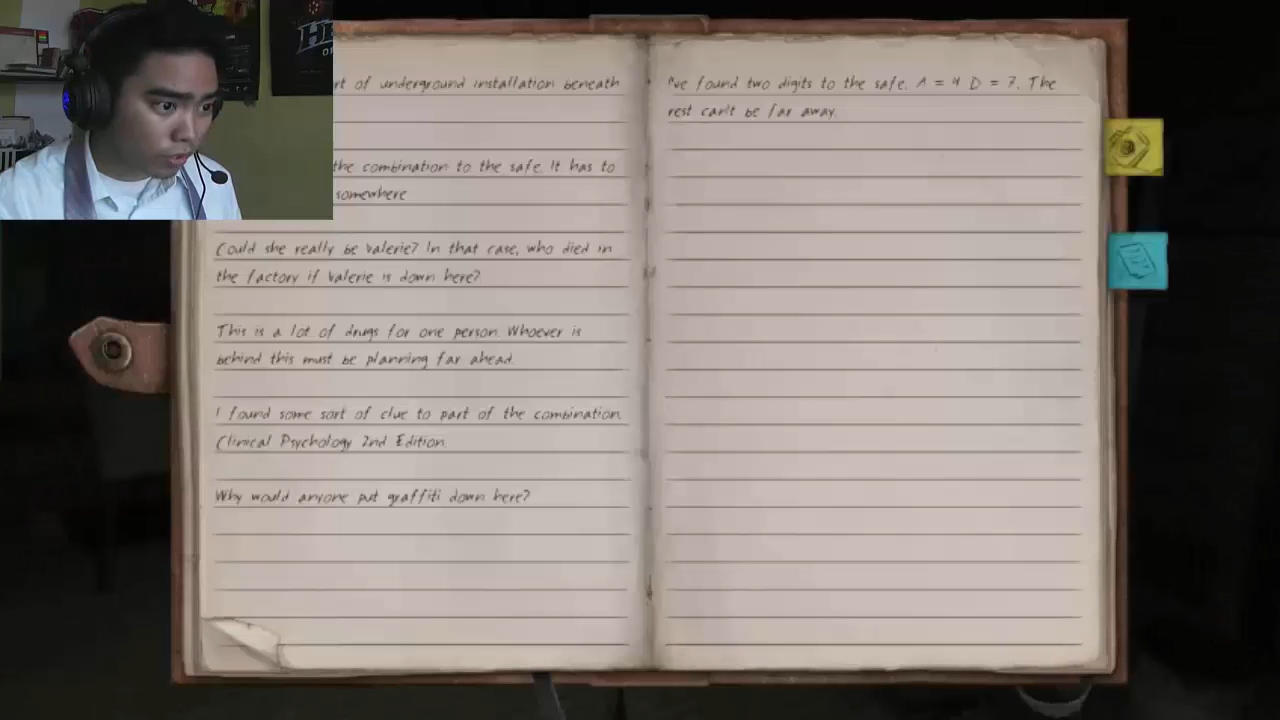 rt of underground installation beneath
the combination to the safe. It has to
somewhere
Could she really be Valerie? In that case, who died in
the factory if Valerie is down here?
This is a lot of drugs for one person. Whoever is
behind this must be planning far ahead.
I found some sort of clue to part of the combination
Clinical Psychology 2nd Edition.
Why would anyone put graffiti down here?
I've found two digits to the safe. A = 4 D = 7. The
rest can't be far away.